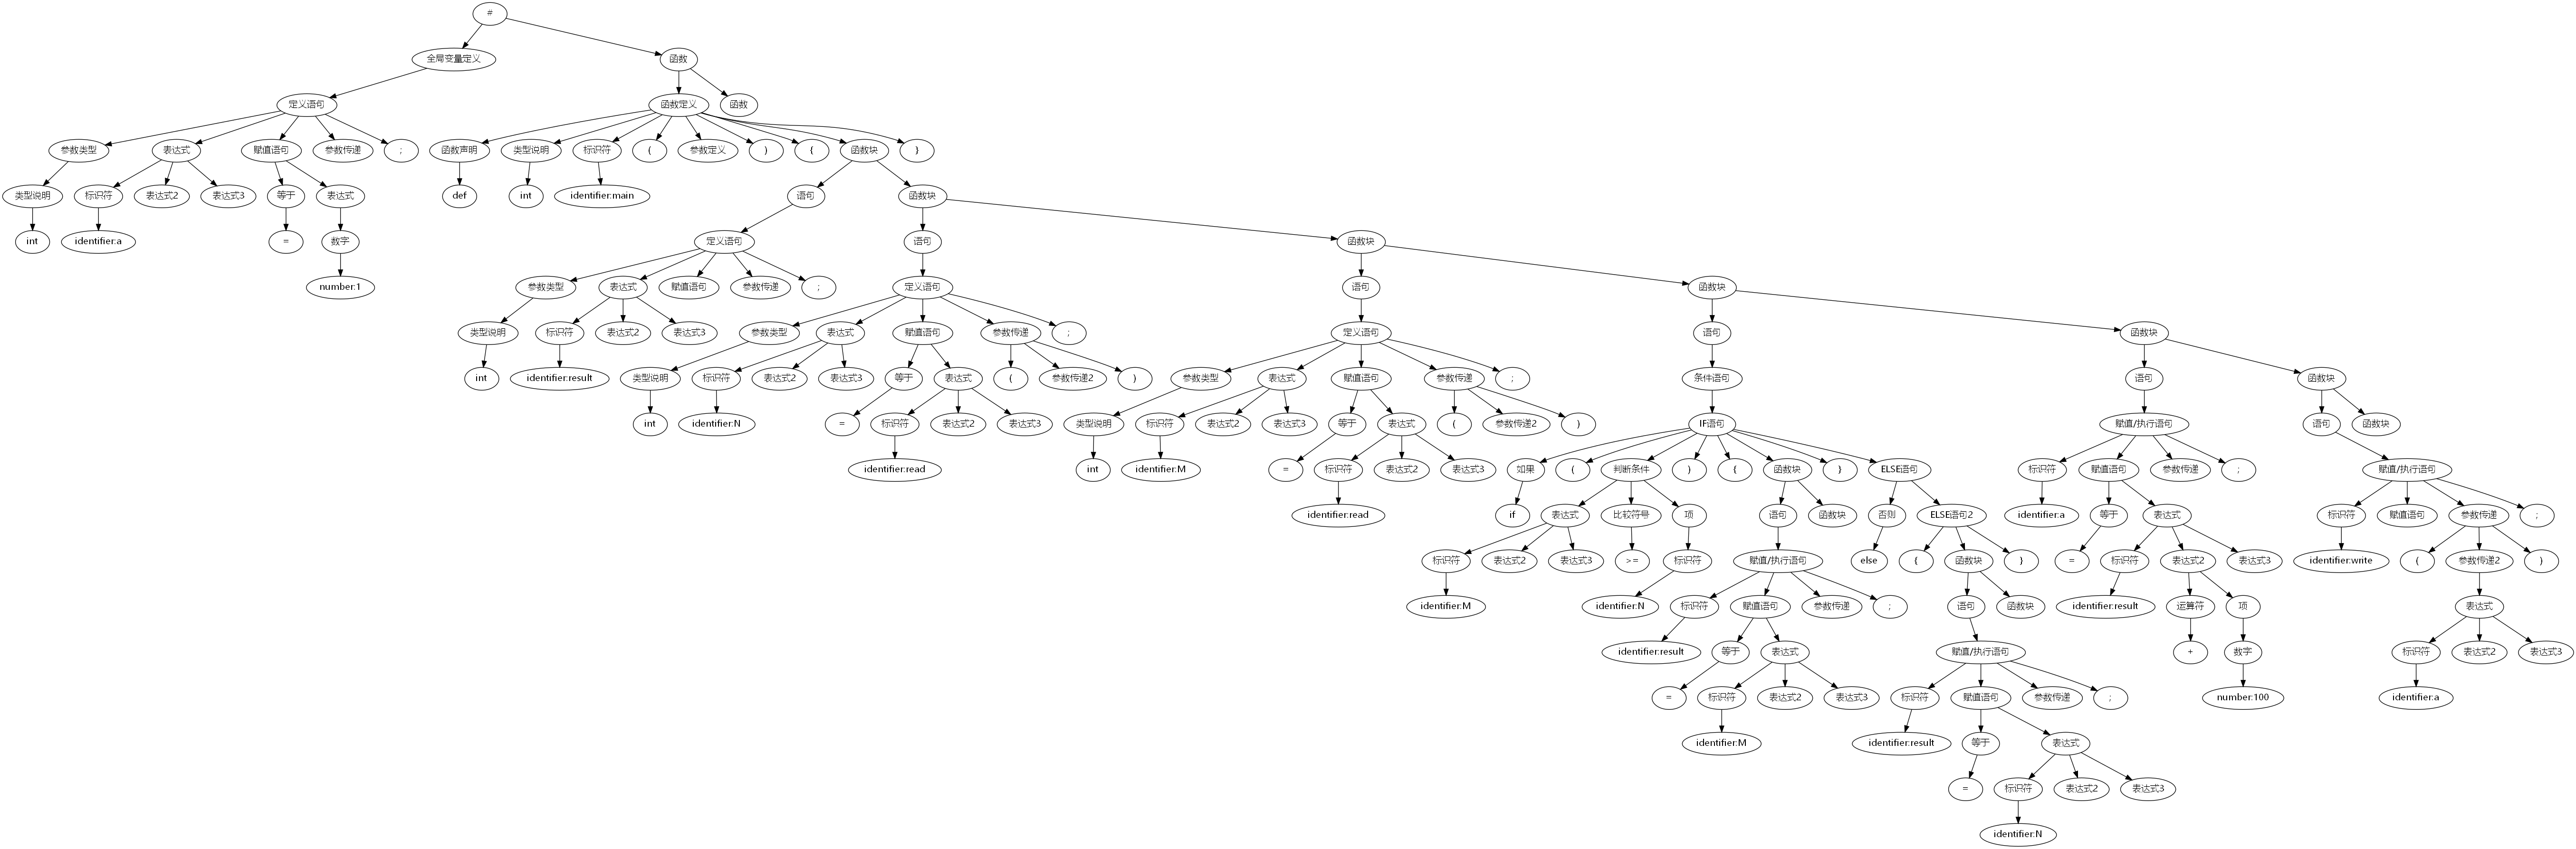 #
全局变量定义
函数
定义语句
函数定义
函数
参数类型
表达式
赋值语句
参数传递
;
函数声明
类型说明
标识符
(
参数定义
)
{
函数块
}
类型说明
标识符
表达式2
表达式3
等于
表达式
def
int
identifier:main
语句
函数块
int
identifier:a
=
数字
定义语句
语句
函数块
number:1
参数类型
表达式
赋值语句
参数传递
;
定义语句
语句
函数块
类型说明
标识符
表达式2
表达式3
参数类型
表达式
赋值语句
参数传递
;
定义语句
语句
函数块
int
identifier:result
类型说明
标识符
表达式2
表达式3
等于
表达式
(
参数传递2
)
参数类型
表达式
赋值语句
参数传递
;
条件语句
语句
函数块
int
identifier:N
=
标识符
表达式2
表达式3
类型说明
标识符
表达式2
表达式3
等于
表达式
(
参数传递2
)
IF语句
赋值/执行语句
语句
函数块
identifier:read
int
identifier:M
=
标识符
表达式2
表达式3
如果
(
判断条件
)
{
函数块
}
ELSE语句
标识符
赋值语句
参数传递
;
赋值/执行语句
identifier:read
if
表达式
比较符号
项
语句
函数块
否则
ELSE语句2
identifier:a
等于
表达式
标识符
赋值语句
参数传递
;
标识符
表达式2
表达式3
>=
标识符
赋值/执行语句
else
{
函数块
}
=
标识符
表达式2
表达式3
identifier:write
(
参数传递2
)
identifier:M
identifier:N
标识符
赋值语句
参数传递
;
语句
函数块
identifier:result
运算符
项
表达式
identifier:result
等于
表达式
赋值/执行语句
+
数字
标识符
表达式2
表达式3
=
标识符
表达式2
表达式3
标识符
赋值语句
参数传递
;
number:100
identifier:a
identifier:M
identifier:result
等于
表达式
=
标识符
表达式2
表达式3
identifier:N